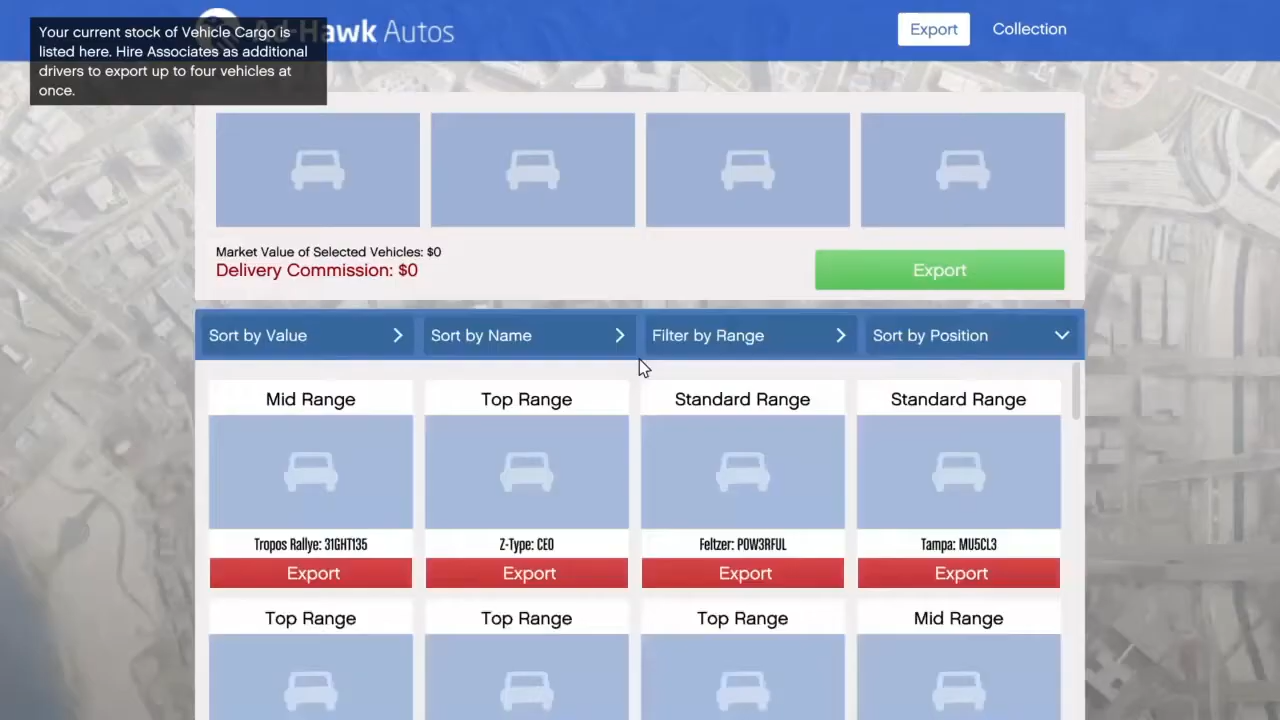 Your current stock of Vehicle Cargo is
listed here. Hire Associates as additional
drivers to export up to four vehicles at
once.
Hawk Autos
Export
Collection
Market Value of Selected Vehicles: $0
Delivery Commission: $0
Export
Sort by Value
Sort by Name
Filter by Range
Sort by Position
Mid Range
Top Range
Standard Range
Standard Range
Tropos Rallye: 31GHT135
Z-Type: CEO
Feltzer: P0W3RFUL
Tampa: MU5CL3
Export
Export
Export
Export
Top Range
Top Range
Top Range
Mid Range